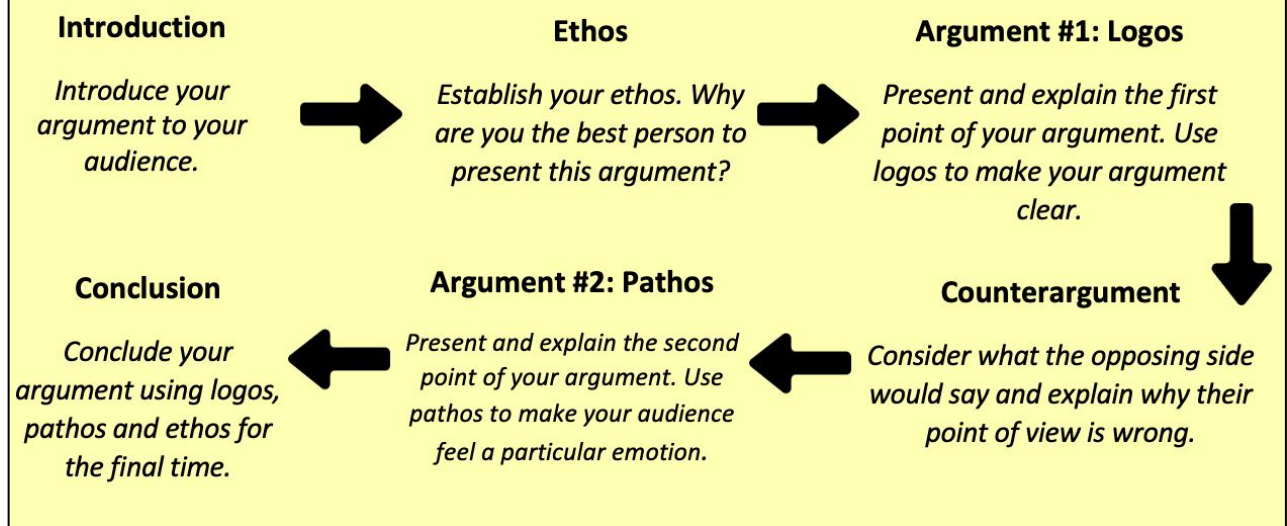 Introduction
Introduce your
argument to your
audience.
Ethos
Establish your ethos. Why
are you the best person to
present this argument?
Argument #1: Logos
Present and explain the first
point of your argument. Use
logos to make your argument
clear.
Counterargument
Consider what the opposing side
would say and explain why their
point of view is wrong.
Argument #2: Pathos
Present and explain the second
point of your argument. Use
pathos to make your audience
feel a particular emotion.
Conclusion
Conclude your
argument using logos,
pathos and ethos for
the final time.